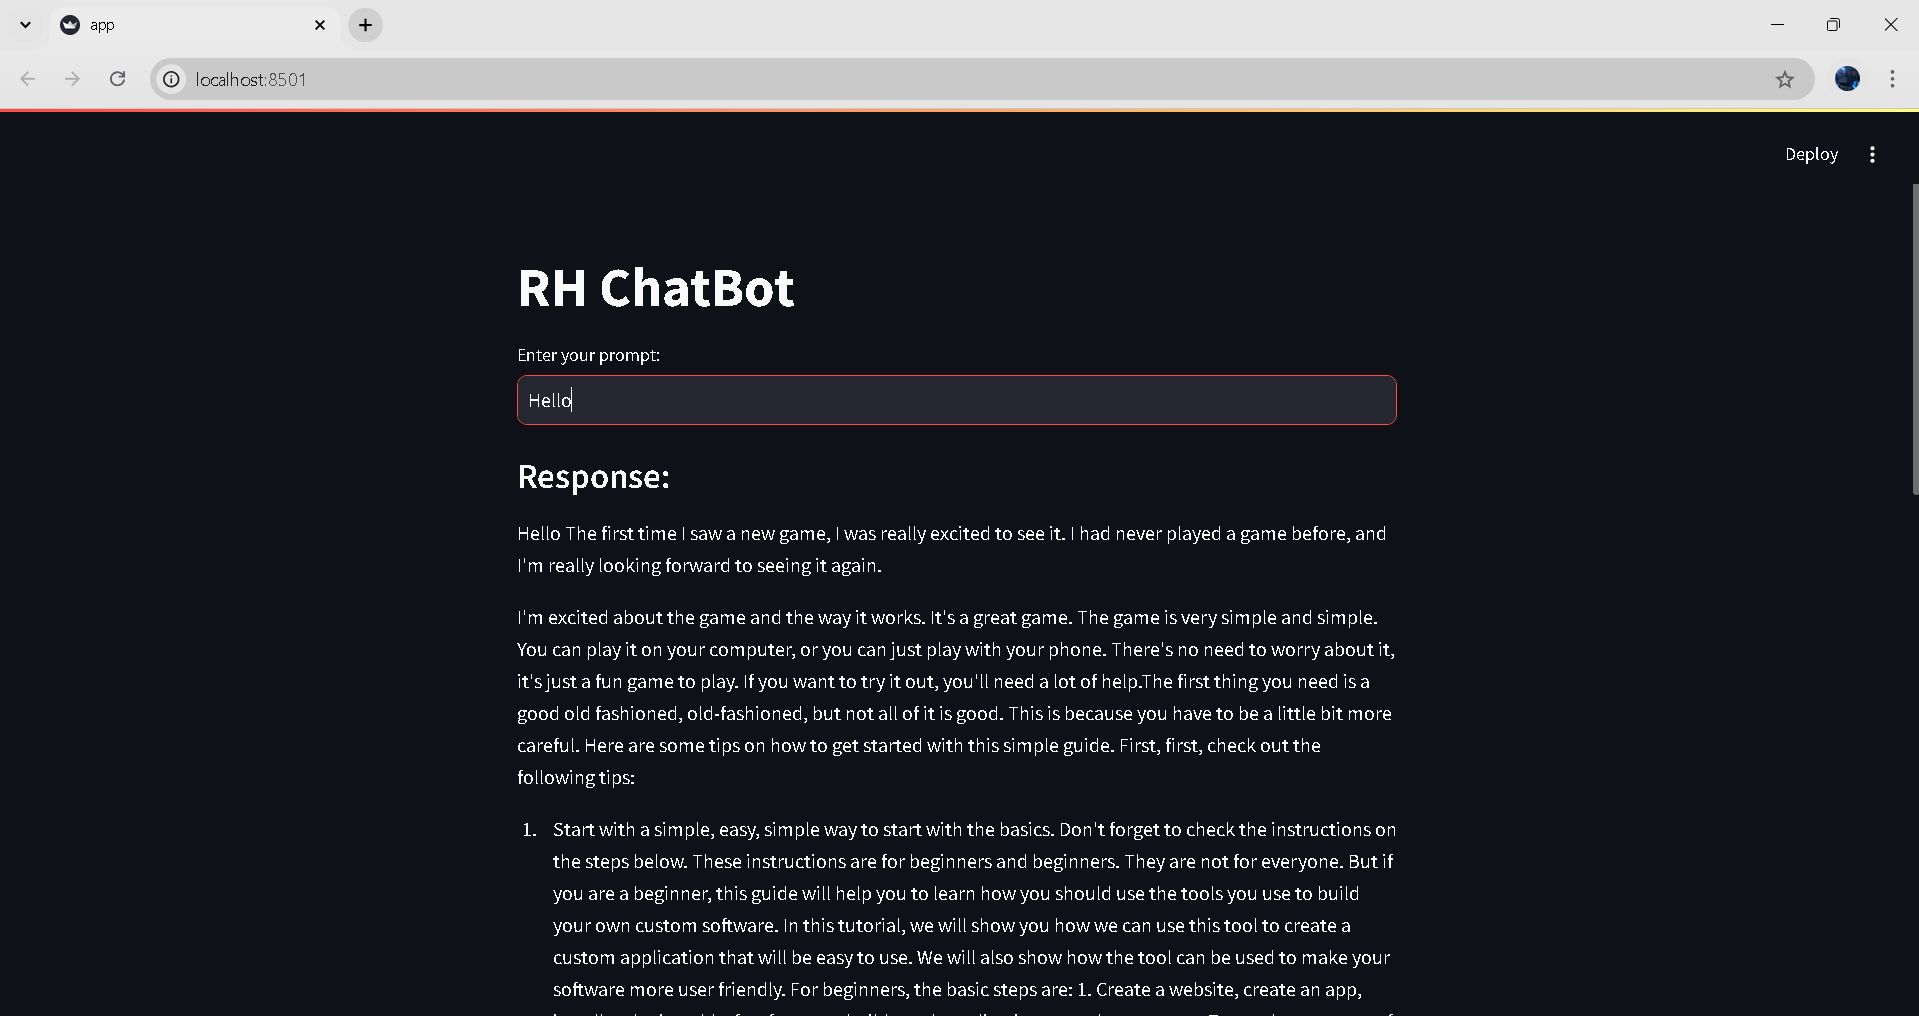 app
localhost:8501
Deploy
RH ChatBot
Enter your prompt:
Hello
Response:
Hello The first time I saw a new game, I was really excited to see it. I had never played a game before, and
I'm really looking forward to seeing it again.
I'm excited about the game and the way it works. It's a great game. The game is very simple and simple.
You can play it on your computer, or you can just play with your phone. There's no need to worry about it,
it's just a fun game to play. If you want to try it out, you'll need a lot of help.The first thing you need is a
good old fashioned, old-fashioned, but not all of it is good. This is because you have to be a little bit more
careful. Here are some tips on how to get started with this simple guide. First, first, check out the
following tips:
1. Start with a simple, easy, simple way to start with the basics. Don't forget to check the instructions on
the steps below. These instructions are for beginners and beginners. They are not for everyone. But if
you are a beginner, this guide will help you to learn how you should use the tools you use to build
your own custom software. In this tutorial, we will show you how we can use this tool to create a
custom application that will be easy to use. We will also show how the tool can be used to make your
software more user friendly. For beginners, the basic steps are: 1. Create a website, create an app,